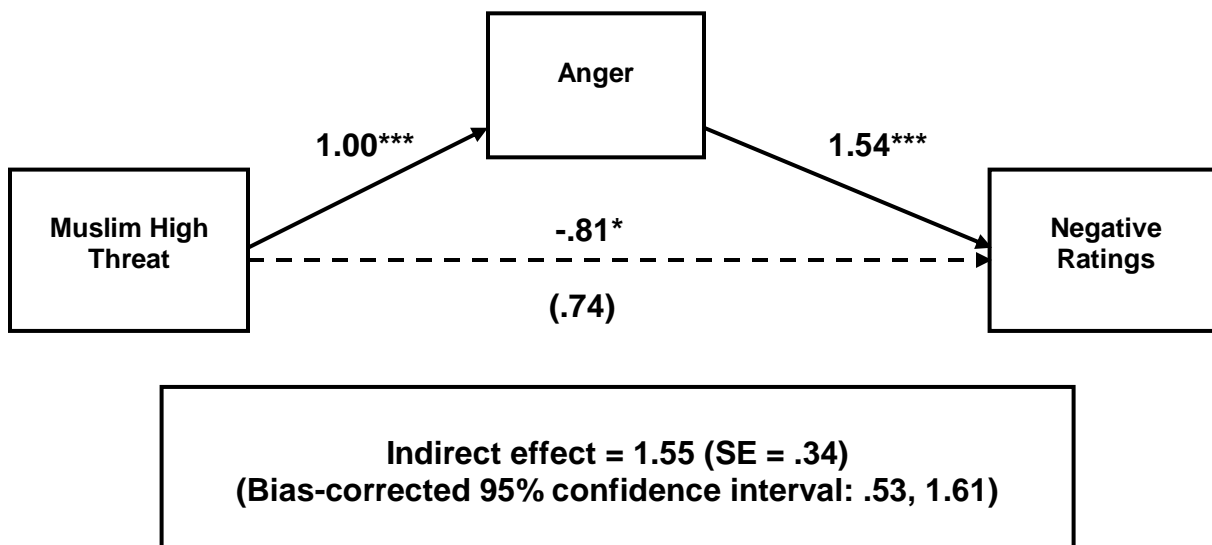 Anger
1.00***
1.54***
Muslim High
Threat
-.81*
Negative
Ratings
(.74)
Indirect effect = 1.55 (SE = .34)
(Bias-corrected 95% confidence interval: .53, 1.61)